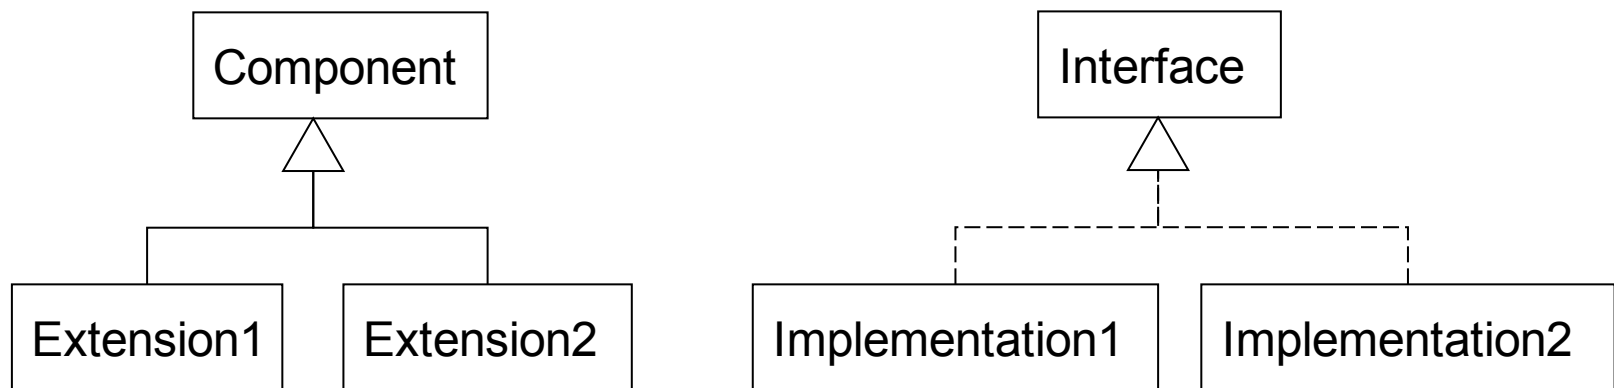 Component
Interface
Extension1
Extension2
Implementation1
Implementation2